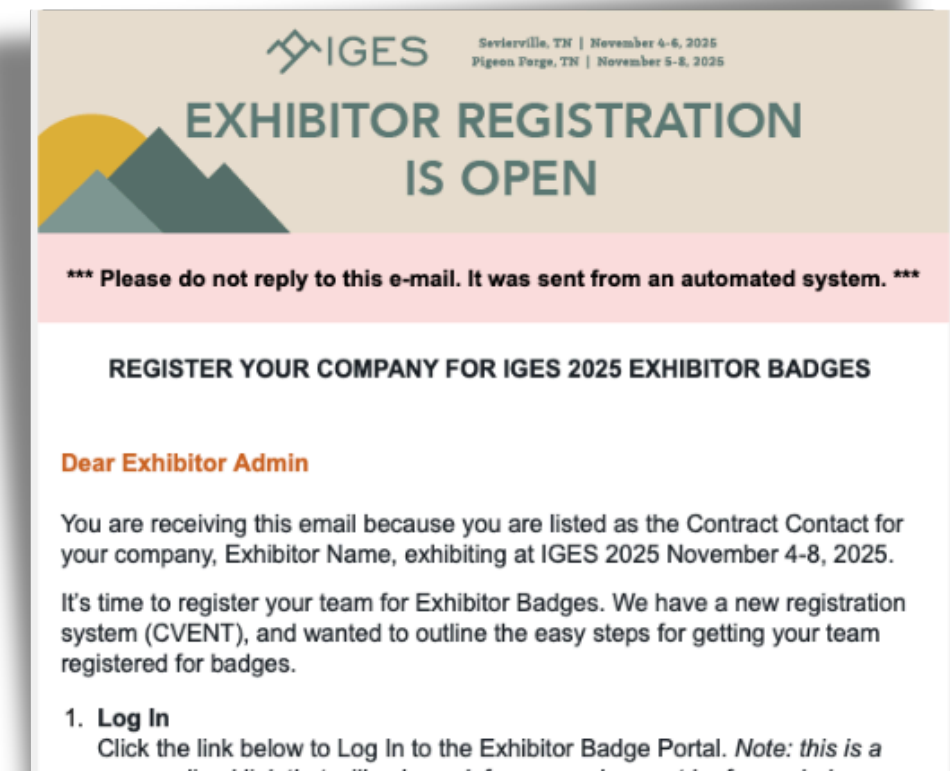 IGES
Sevierville, TN | November 4-6, 2025
Pigeon Forge, TN | November 5-8, 2025
EXHIBITOR REGISTRATION
IS OPEN
*** Please do not reply to this e-mail. It was sent from an automated system. ***
REGISTER YOUR COMPANY FOR IGES 2025 EXHIBITOR BADGES
Dear Exhibitor Admin
You are receiving this email because you are listed as the Contract Contact for
your company, Exhibitor Name, exhibiting at IGES 2025 November 4-8, 2025.
It's time to register your team for Exhibitor Badges. We have a new registration
system (CVENT), and wanted to outline the easy steps for getting your team
registered for badges.
1. Log In
Click the link below to Log In to the Exhibitor Badge Portal. Note: this is a